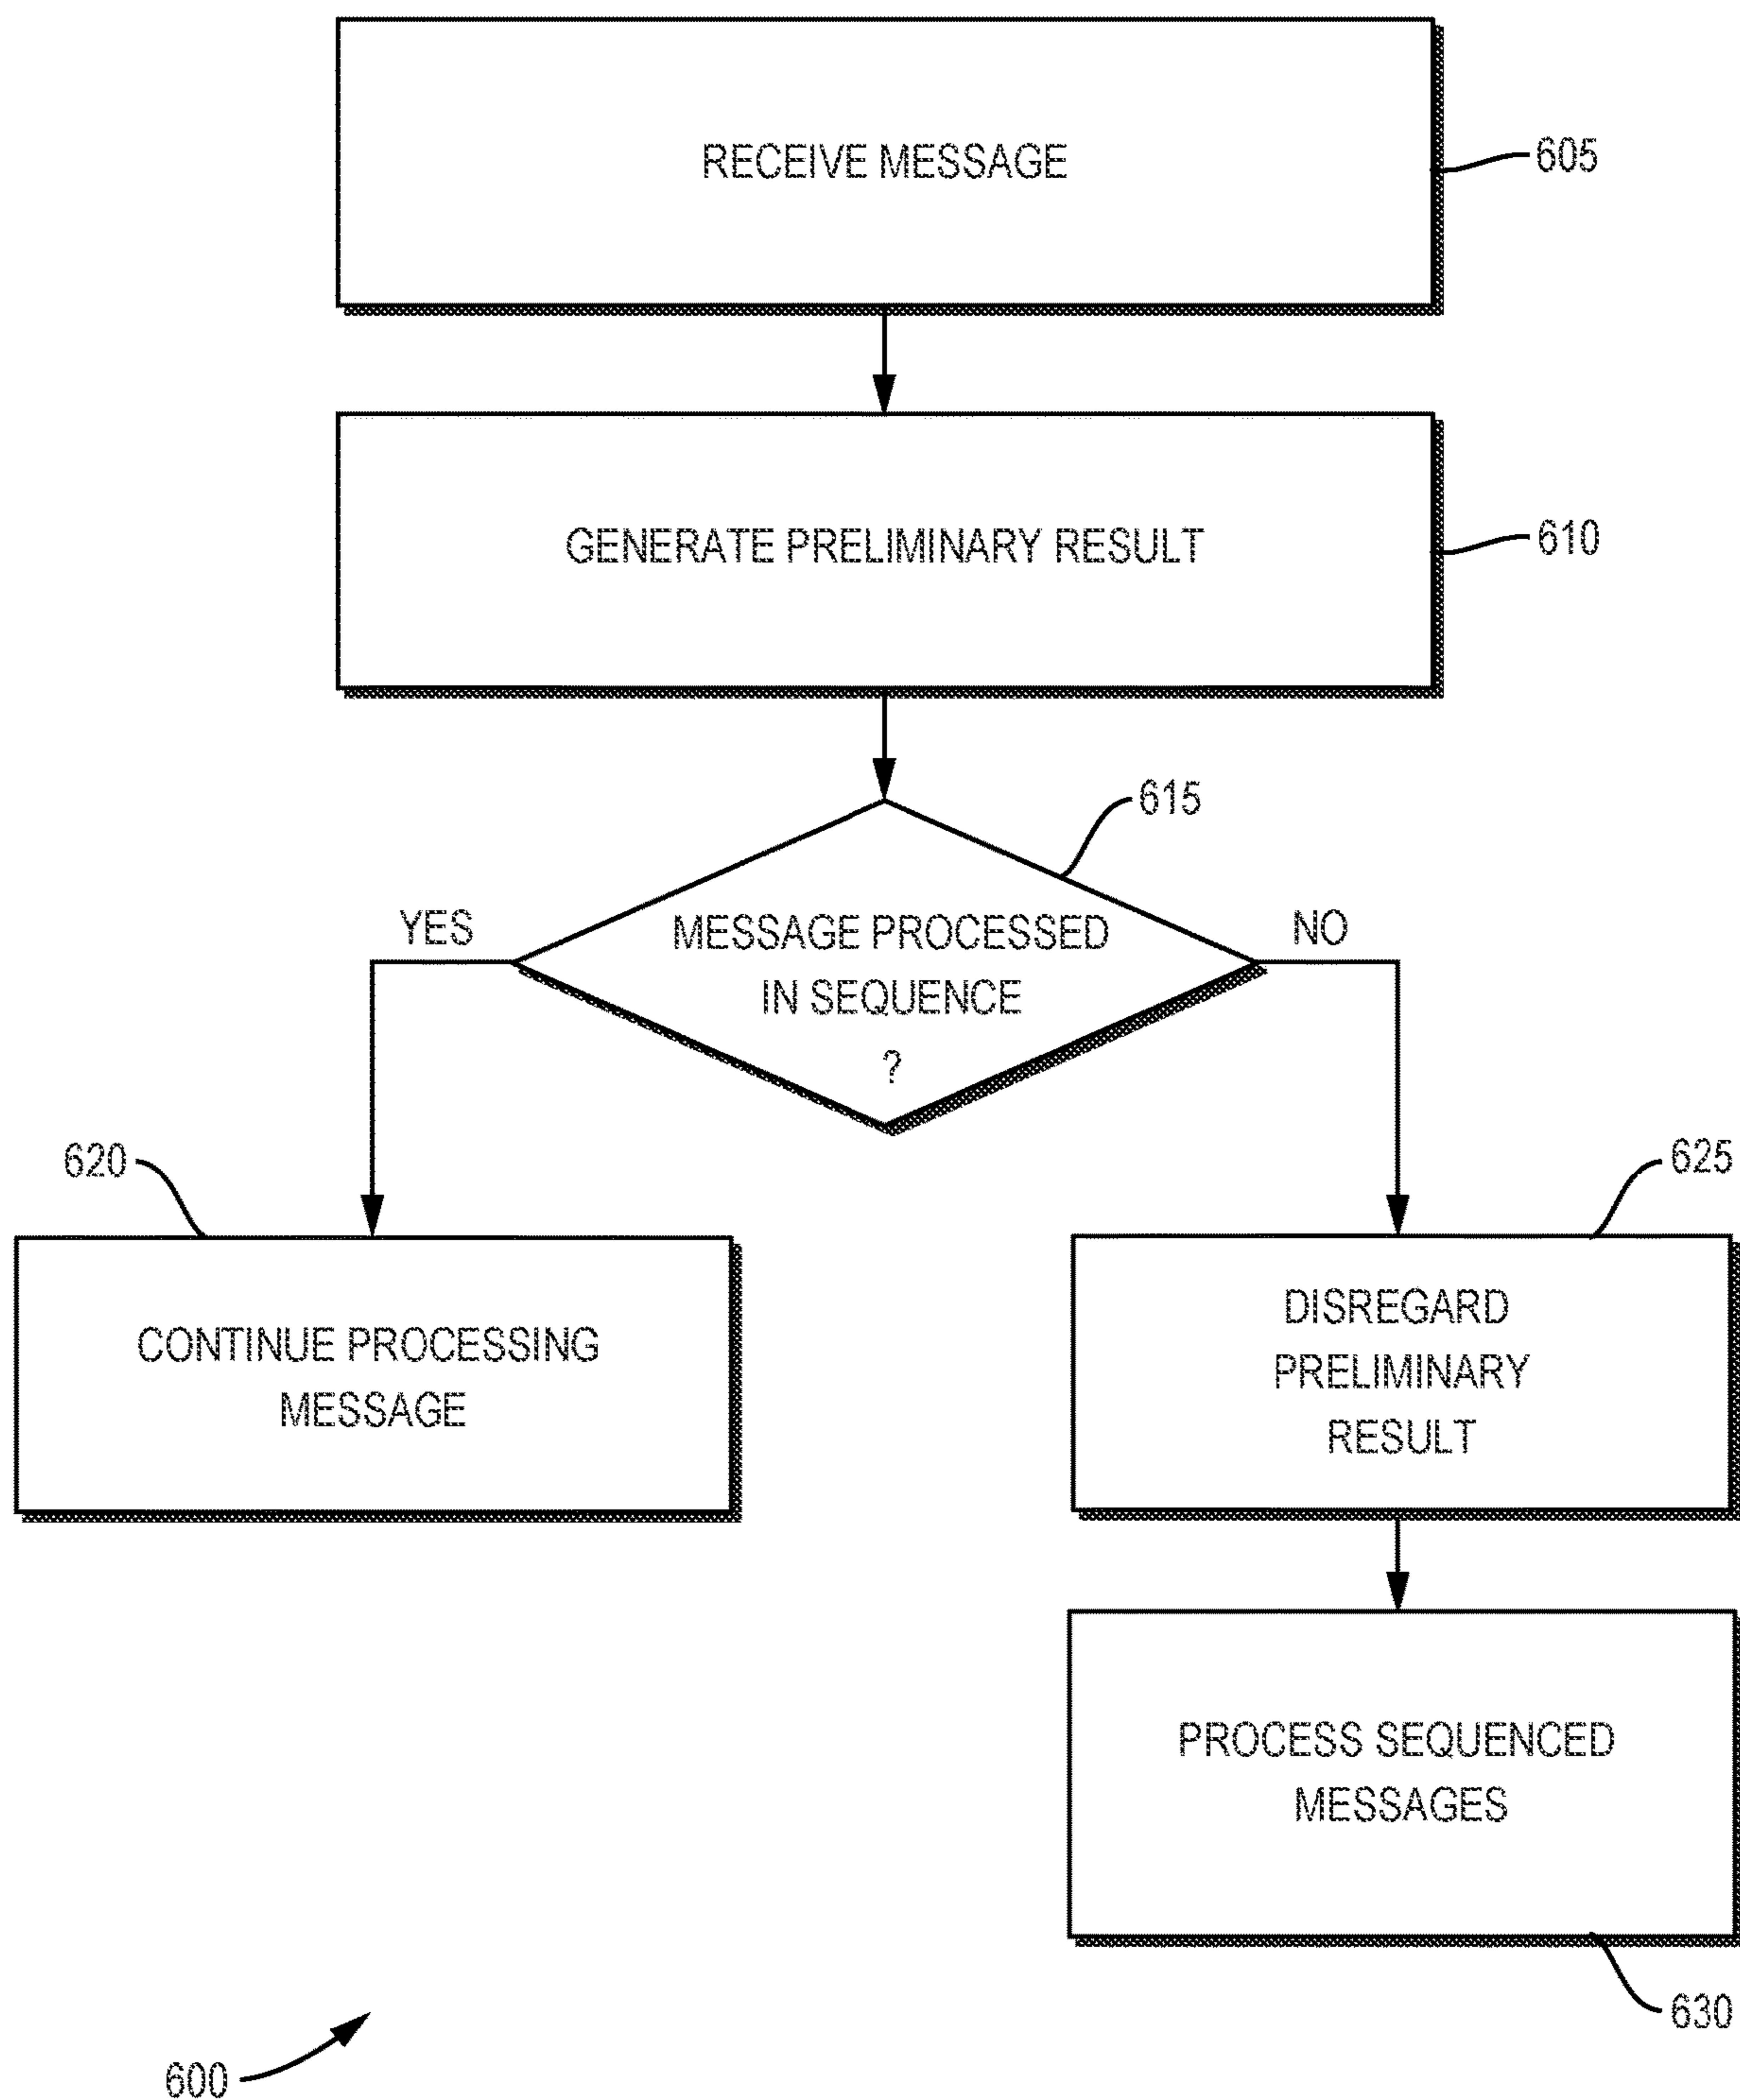 RECEIVE MESSAGE
605
GENERATE PRELIMINARY RESULT
610
615
YES
MESSAGE PROCESSED
IN SEQUENCE
?
NO
620
625
CONTINUE PROCESSING
MESSAGE
DISREGARD
PRELIMINARY
RESULT
PROCESS SEQUENCED
MESSAGES
630
600